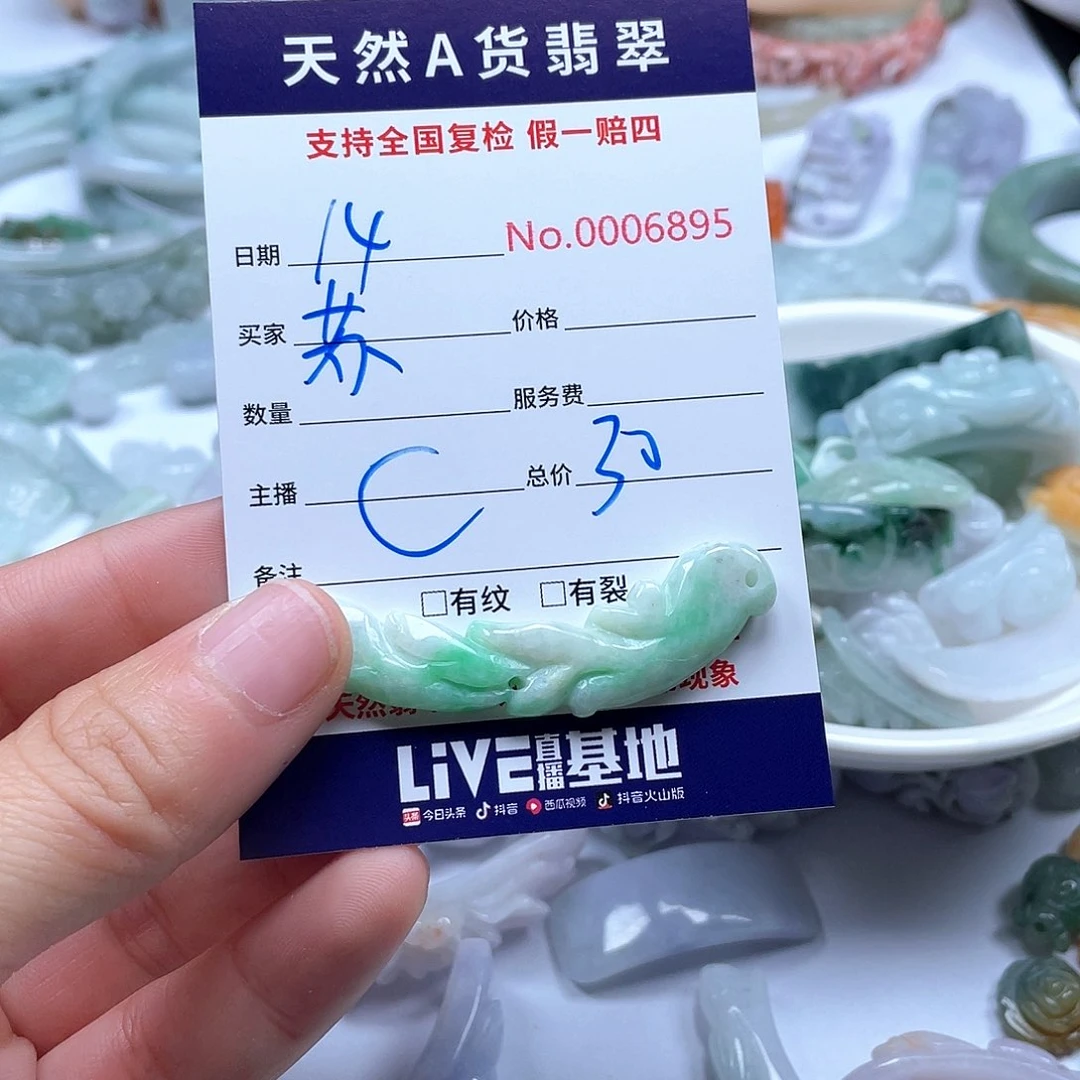 天然A货翡翠
支持全国复检 假一赔四
日期 14 No.0006895
买家 苏 价格
数量 服务费
主播 C 总价 30
备注
□有纹 □有裂
天然翡 现象
LiVE直播基地
头条 今日头条 抖音 西瓜视频 抖音火山版